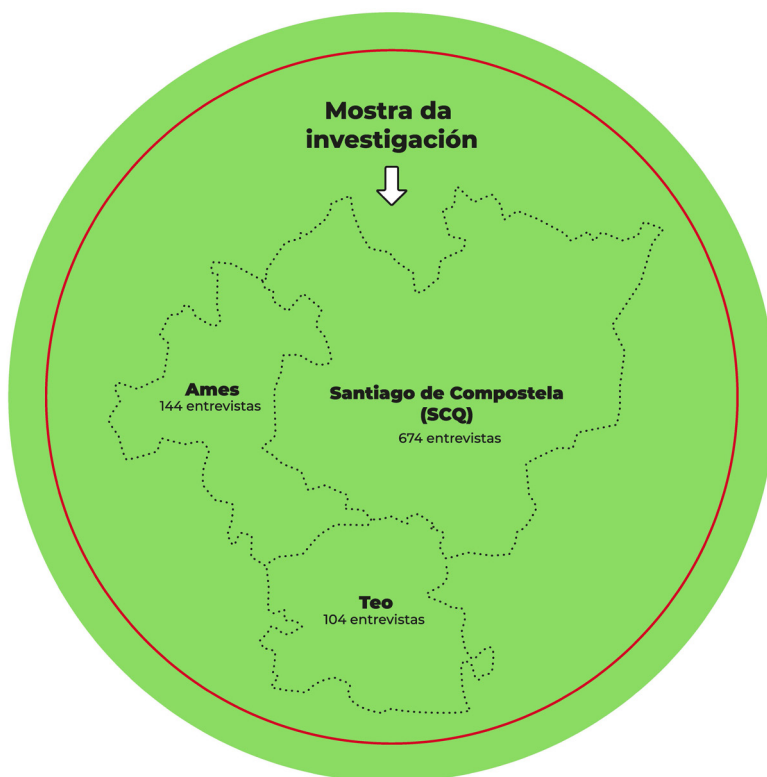 Mostra da
investigación
Ames
144 entrevistas
Santiago de Compostela
(SCQ)
674 entrevistas
Teo
104 entrevistas